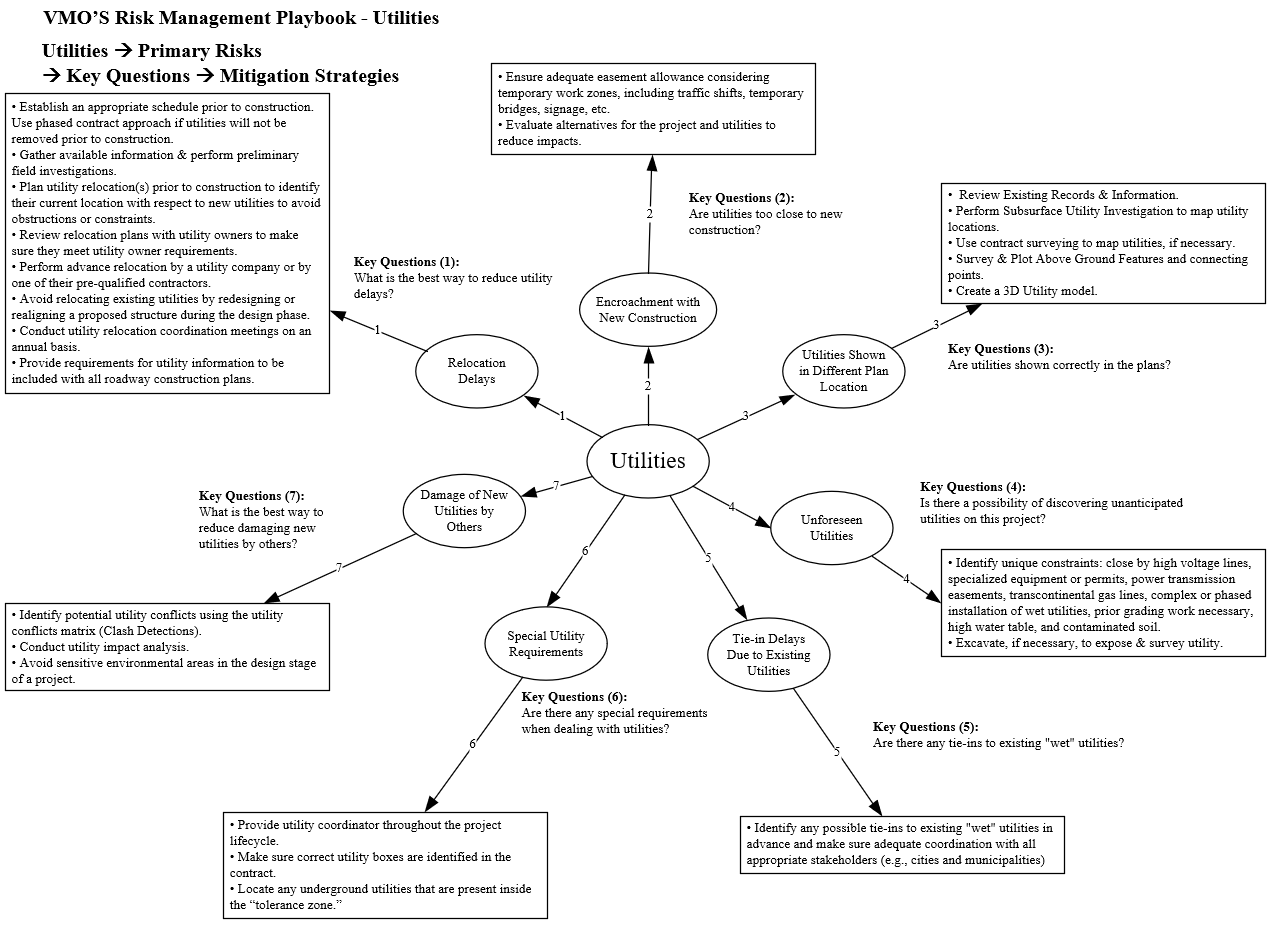 VMO'S Risk Management Playbook - Utilities
Utilities → Primary Risks
→ Key Questions → Mitigation Strategies
• Establish an appropriate schedule prior to construction.
Use phased contract approach if utilities will not be
removed prior to construction.
• Gather available information & perform preliminary
field investigations.
• Plan utility relocation(s) prior to construction to identify
their current location with respect to new utilities to avoid
obstructions or constraints.
• Review relocation plans with utility owners to make
sure they meet utility owner requirements.
• Perform advance relocation by a utility company or by
one of their pre-qualified contractors.
• Avoid relocating existing utilities by redesigning or
realigning a proposed structure during the design phase.
• Conduct utility relocation coordination meetings on an
annual basis.
• Provide requirements for utility information to be
included with all roadway construction plans.
• Ensure adequate easement allowance considering
temporary work zones, including traffic shifts, temporary
bridges, signage, etc.
• Evaluate alternatives for the project and utilities to
reduce impacts.
2
Key Questions (2):
Are utilities too close to new
construction?
• Review Existing Records & Information.
• Perform Subsurface Utility Investigation to map utility
locations.
• Use contract surveying to map utilities, if necessary.
• Survey & Plot Above Ground Features and connecting
points.
• Create a 3D Utility model.
Key Questions (1):
What is the best way to reduce utility
delays?
1
Encroachment with
New Construction
3
Key Questions (3):
Are utilities shown correctly in the plans?
Relocation
Delays
Utilities Shown
in Different Plan
Location
1
2
3
Utilities
Key Questions (7):
What is the best way to
reduce damaging new
utilities by others?
Damage of New
Utilities by
Others
7
4
Unforeseen
Utilities
Key Questions (4):
Is there a possibility of discovering unanticipated
utilities on this project?
7
6
5
4
• Identify unique constraints: close by high voltage lines,
specialized equipment or permits, power transmission
easements, transcontinental gas lines, complex or phased
installation of wet utilities, prior grading work necessary,
high water table, and contaminated soil.
• Excavate, if necessary, to expose & survey utility.
• Identify potential utility conflicts using the utility
conflicts matrix (Clash Detections).
• Conduct utility impact analysis.
• Avoid sensitive environmental areas in the design stage
of a project.
Special Utility
Requirements
Tie-in Delays
Due to Existing
Utilities
Key Questions (6):
Are there any special requirements
when dealing with utilities?
6
5
Key Questions (5):
Are there any tie-ins to existing "wet" utilities?
• Provide utility coordinator throughout the project
lifecycle.
• Make sure correct utility boxes are identified in the
contract.
• Locate any underground utilities that are present inside
the “tolerance zone.”
• Identify any possible tie-ins to existing "wet" utilities in
advance and make sure adequate coordination with all
appropriate stakeholders (e.g., cities and municipalities)